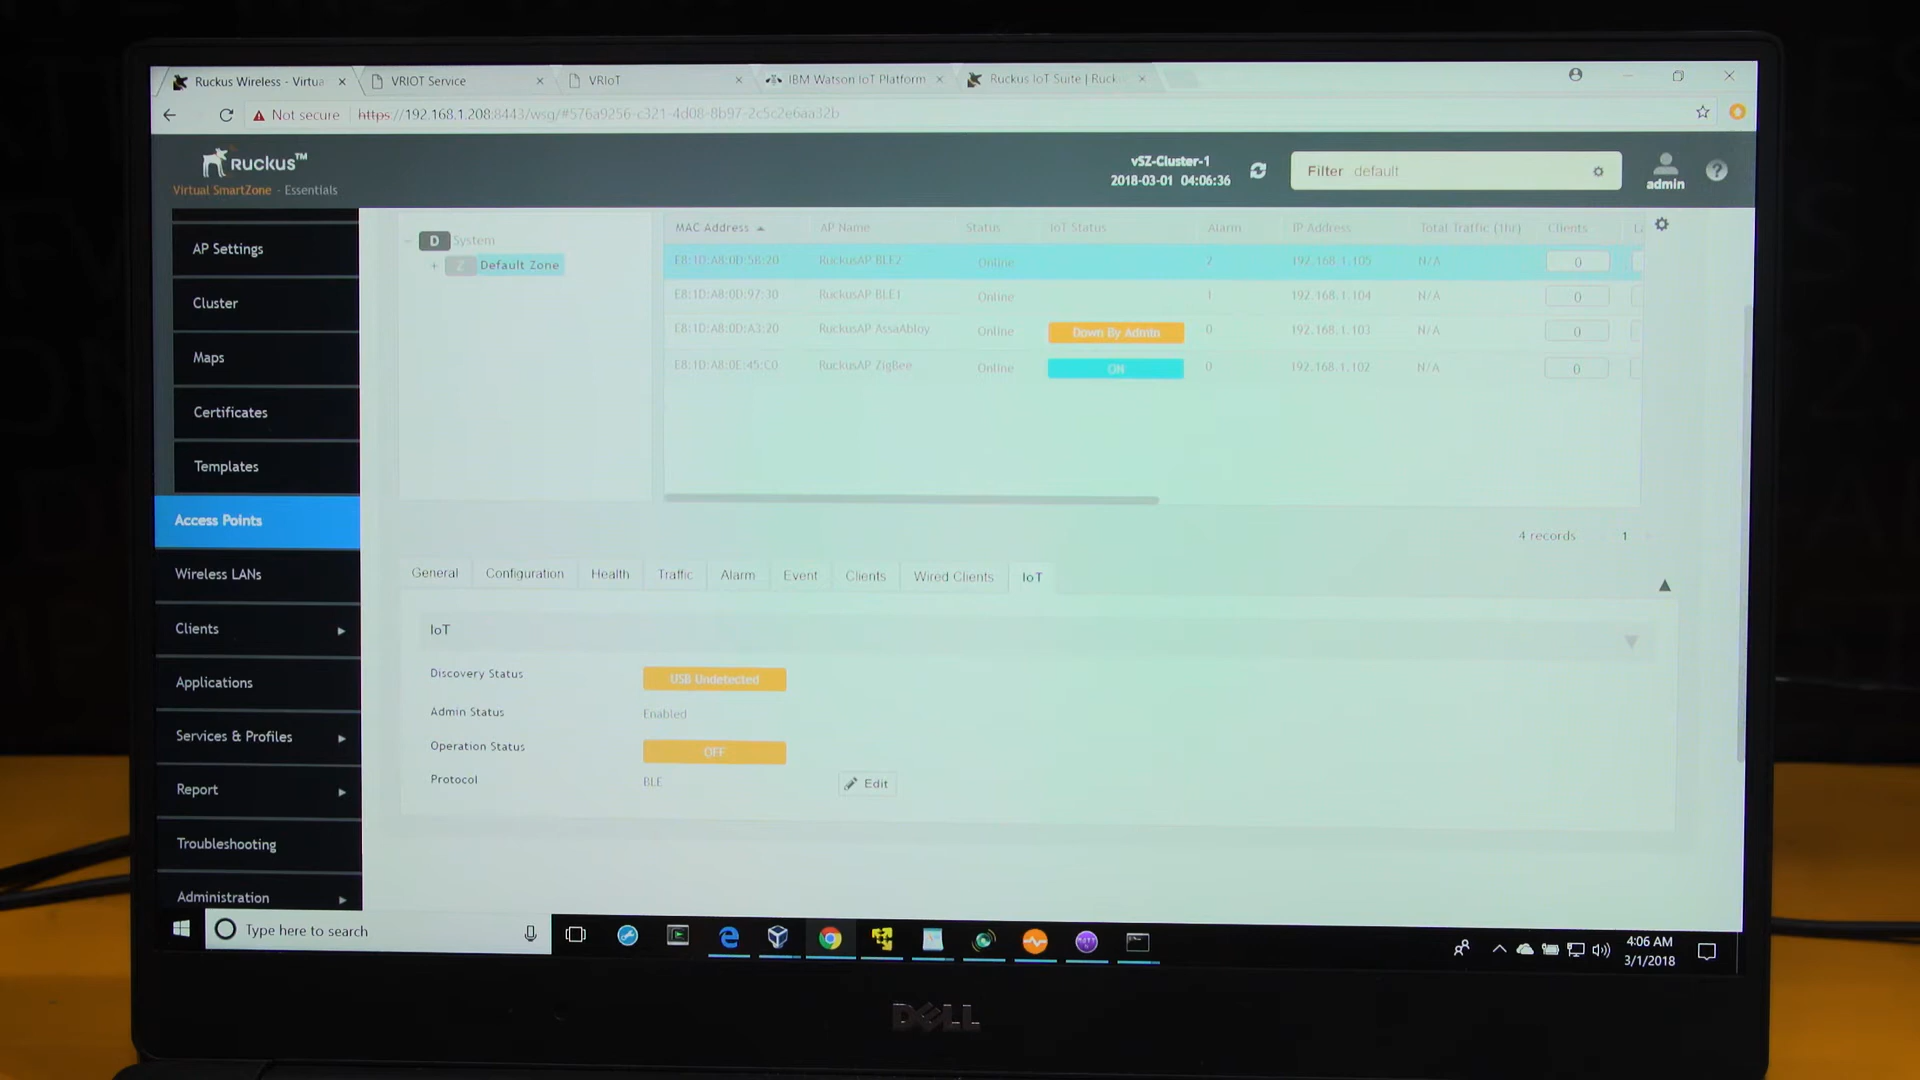 Ruckus Wireless - Virtua
VRIOT Service
VRIoT
IBM Watson IoT Platform
Ruckus IoT Suite | Ruck
Not secure
https://192.168.1.208:8443/wsg/#576a9256-c321-4d08-8b97-2c5c2e6aa32b
Ruckus™
Virtual SmartZone - Essentials
vSZ-Cluster-1
2018-03-01 04:06:36
Filter default
admin
AP Settings
Cluster
Maps
Certificates
Templates
Access Points
Wireless LANs
Clients
Applications
Services & Profiles
Report
Troubleshooting
Administration
D System
Z Default Zone
MAC Address AP Name Status IoT Status Alarm IP Address Total Traffic (1hr) Clients
E8:1D:A8:0D:5B:20 RuckusAP BLE2 Online 2 192.168.1.105 N/A 0
E8:1D:A8:0D:97:30 RuckusAP BLE1 Online 1 192.168.1.104 N/A 0
E8:1D:A8:0D:A3:20 RuckusAP AssaAbloy Online Down By Admin 0 192.168.1.103 N/A 0
E8:1D:A8:0E:45:C0 RuckusAP ZigBee Online ON 0 192.168.1.102 N/A 0
4 records 1
General Configuration Health Traffic Alarm Event Clients Wired Clients IoT
IoT
Discovery Status USB Undetected
Admin Status Enabled
Operation Status OFF
Protocol BLE Edit
Type here to search
4:06 AM
3/1/2018
DELL